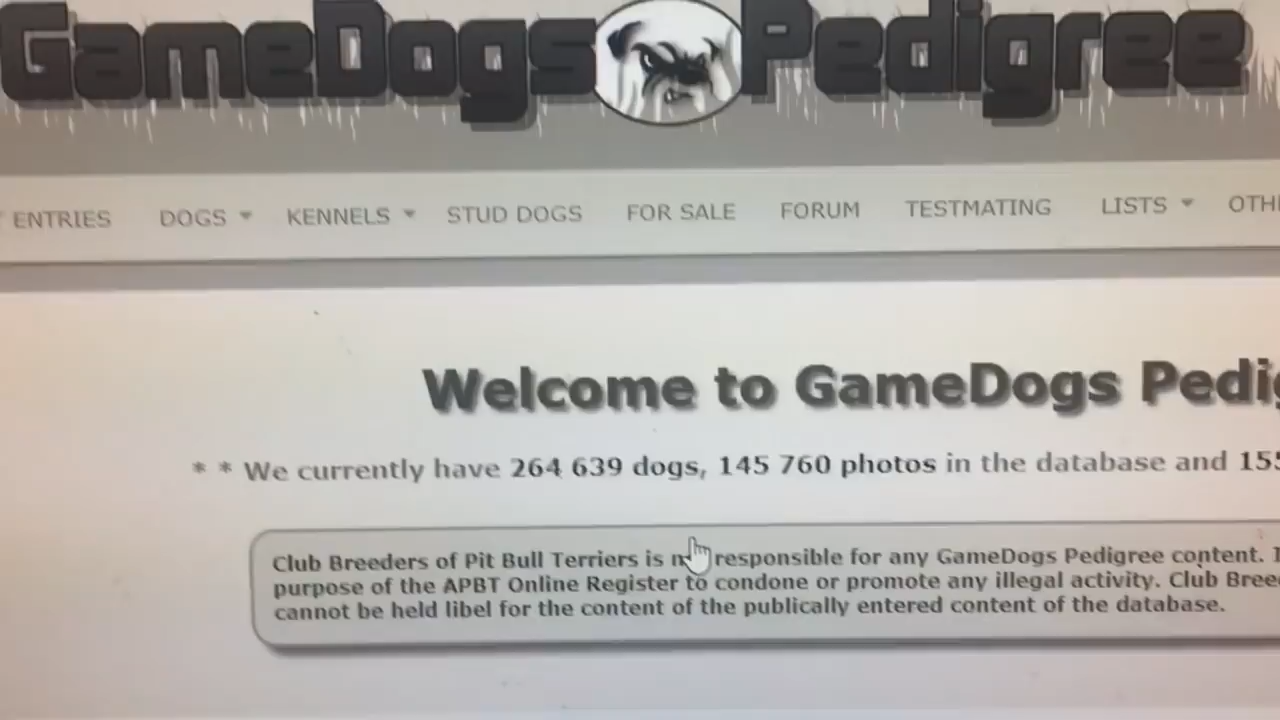 GameDogs Pedigree
ENTRIES DOGS KENNELS STUD DOGS FOR SALE FORUM TESTMATING LISTS
Welcome to GameDogs
* * We currently have 264 639 dogs, 145 760 photos in the database and
Club Breeders of Pit Bull Terriers is responsible for any GameDogs Pedigree content.
purpose of the APBT Online Register to condone or promote any illegal activity. Club
cannot be held libel for the content of the publically entered content of the database.